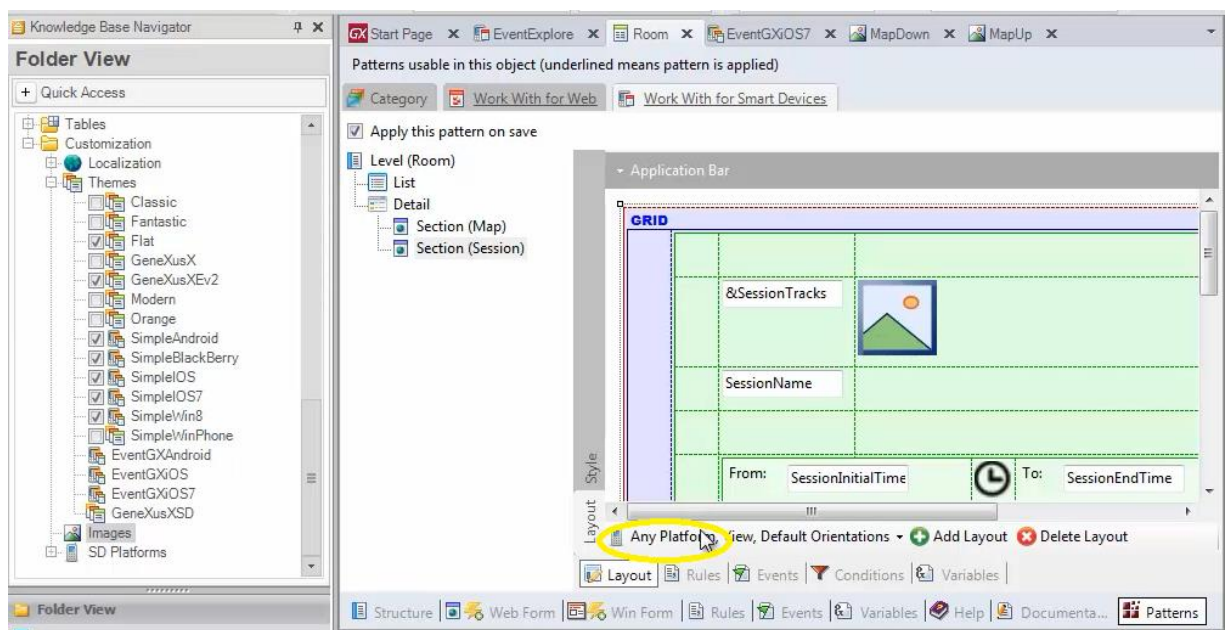 Knowledge Base Navigator
Folder View
Quick Access
Tables
Customization
Localization
Themes
Classic
Fantastic
Flat
GeneXusX
GeneXusXEv2
Modern
Orange
SimpleAndroid
SimpleBlackBerry
SimpleIOS
SimpleIOS7
SimpleWin8
SimpleWinPhone
EventGXAndroid
EventGXiOS
EventGXiOS7
GeneXusXSD
Images
SD Platforms
Folder View
GX Start Page EventExplore Room EventGXiOS7 MapDown MapUp
Patterns usable in this object (underlined means pattern is applied)
Category Work With for Web Work With for Smart Devices
Apply this pattern on save
Level (Room)
List
Detail
Section (Map)
Section (Session)
Application Bar
GRID
&SessionTracks
SessionName
From: SessionInitialTime To: SessionEndTime
Style
Layout
Any Platform, View, Default Orientations Add Layout Delete Layout
Layout Rules Events Conditions Variables
Structure Web Form Win Form Rules Events Variables Help Documenta... Patterns